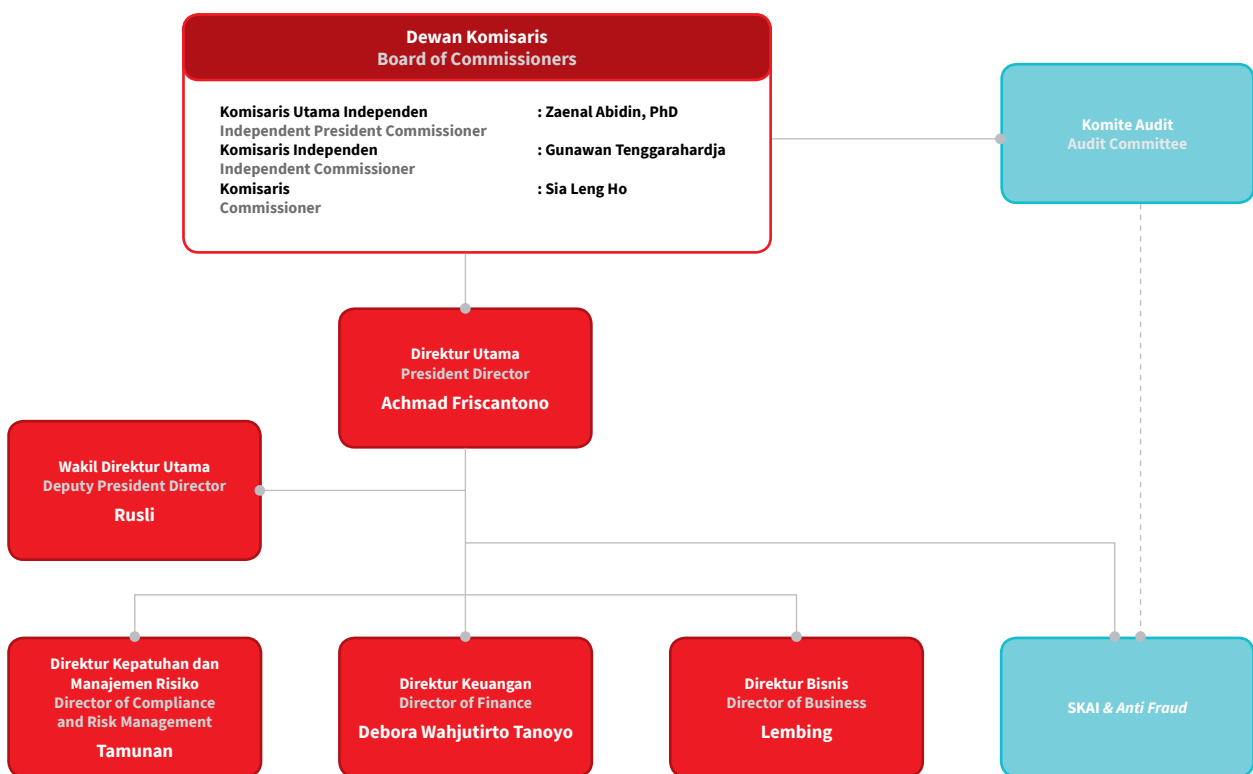 Dewan Komisaris
Board of Commissioners
Komisaris Utama Independen : Zaenal Abidin, PhD
Independent President Commissioner
Komisaris Independen : Gunawan Tenggarahardja
Independent Commissioner
Komisaris : Sia Leng Ho
Commissioner
Komite Audit
Audit Committee
Direktur Utama
President Director
Achmad Friscantono
Wakil Direktur Utama
Deputy President Director
Rusli
Direktur Kepatuhan dan
Manajemen Risiko
Director of Compliance
and Risk Management
Tamunan
Direktur Keuangan
Director of Finance
Debora Wahjutirto Tanoyo
Direktur Bisnis
Director of Business
Lembing
SKAI & Anti Fraud